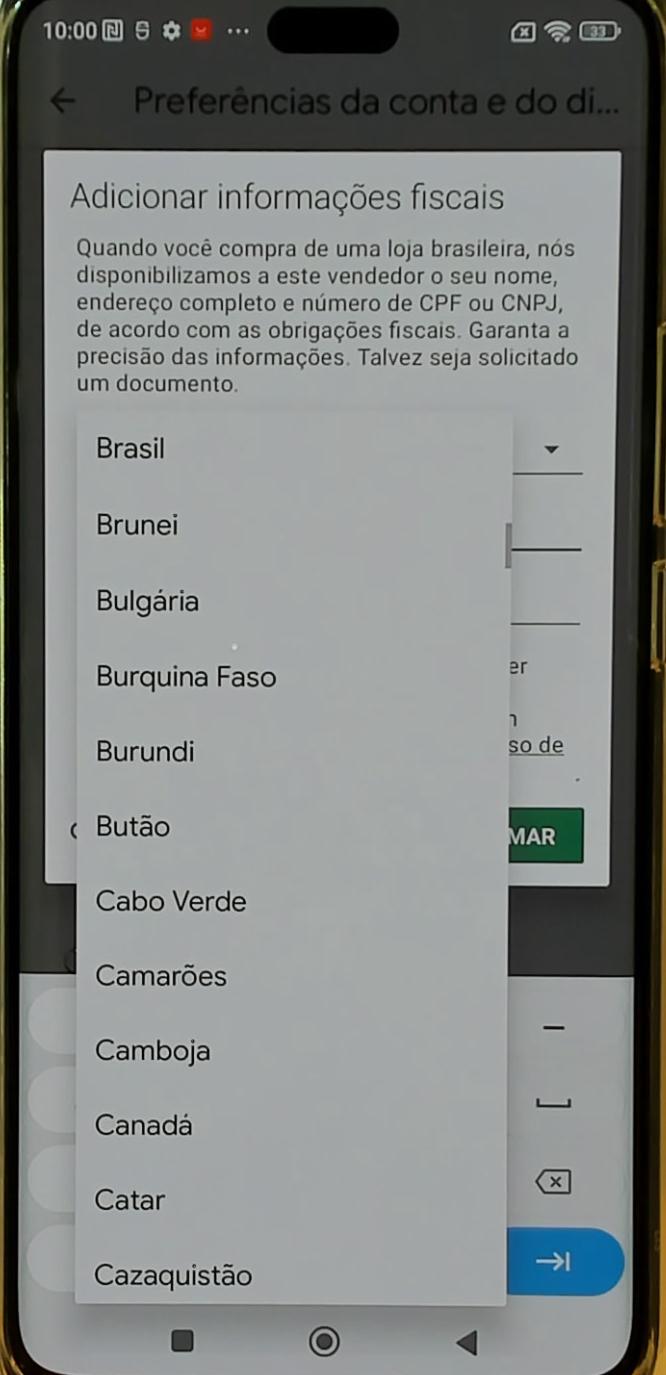 10:00
33
Preferências da conta e do di...
Adicionar informações fiscais
Quando você compra de uma loja brasileira, nós
disponibilizamos a este vendedor o seu nome,
endereço completo e número de CPF ou CNPJ,
de acordo com as obrigações fiscais. Garanta a
precisão das informações. Talvez seja solicitado
um documento.
Brasil
Brunei
Bulgária
er
Burquina Faso
so de
Burundi
Butão
MAR
Cabo Verde
Camarões
Camboja
Canadá
Catar
Cazaquistão